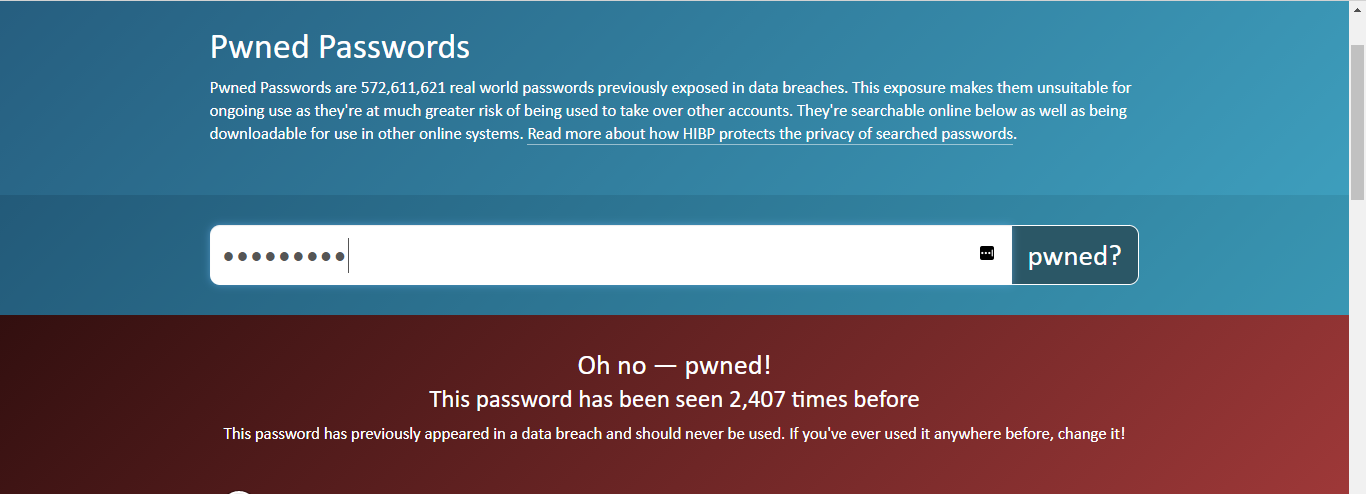 Pwned Passwords
Pwned Passwords are 572,611,621 real world passwords previously exposed in data breaches. This exposure makes them unsuitable for
ongoing use as they're at much greater risk of being used to take over other accounts. They're searchable online below as well as being
downloadable for use in other online systems. Read more about how HIBP protects the privacy of searched passwords.
•••••••••
pwned?
Oh no — pwned!
This password has been seen 2,407 times before
This password has previously appeared in a data breach and should never be used. If you've ever used it anywhere before, change it!